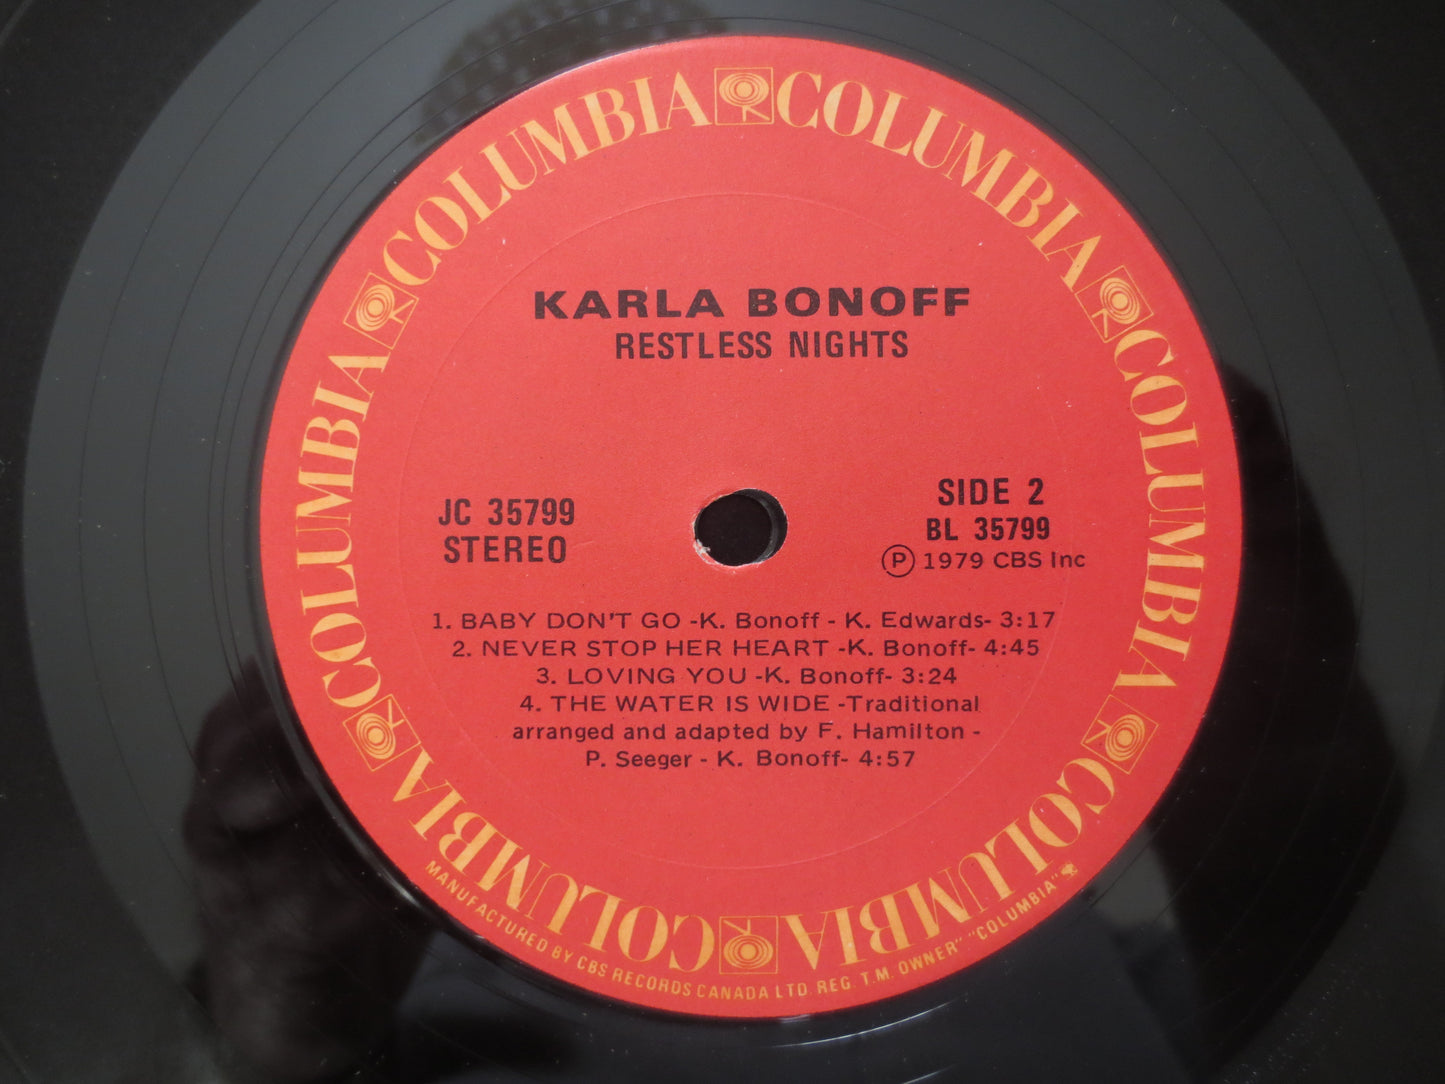 COLUMBIA COLUMBIA COLUMBIA COLUMBIA COLUMBIA COLUMBIA
KARLA BONOFF
RESTLESS NIGHTS
JC 35799
STEREO
SIDE 2
BL 35799
Ⓟ 1979 CBS Inc
1. BABY DON'T GO -K. Bonoff - K. Edwards- 3:17
2. NEVER STOP HER HEART -K. Bonoff- 4:45
3. LOVING YOU -K. Bonoff- 3:24
4. THE WATER IS WIDE -Traditional
arranged and adapted by F. Hamilton -
P. Seeger - K. Bonoff- 4:57
MANUFACTURED BY CBS RECORDS CANADA LTD. REG. T.M. OWNER" "COLUMBIA"